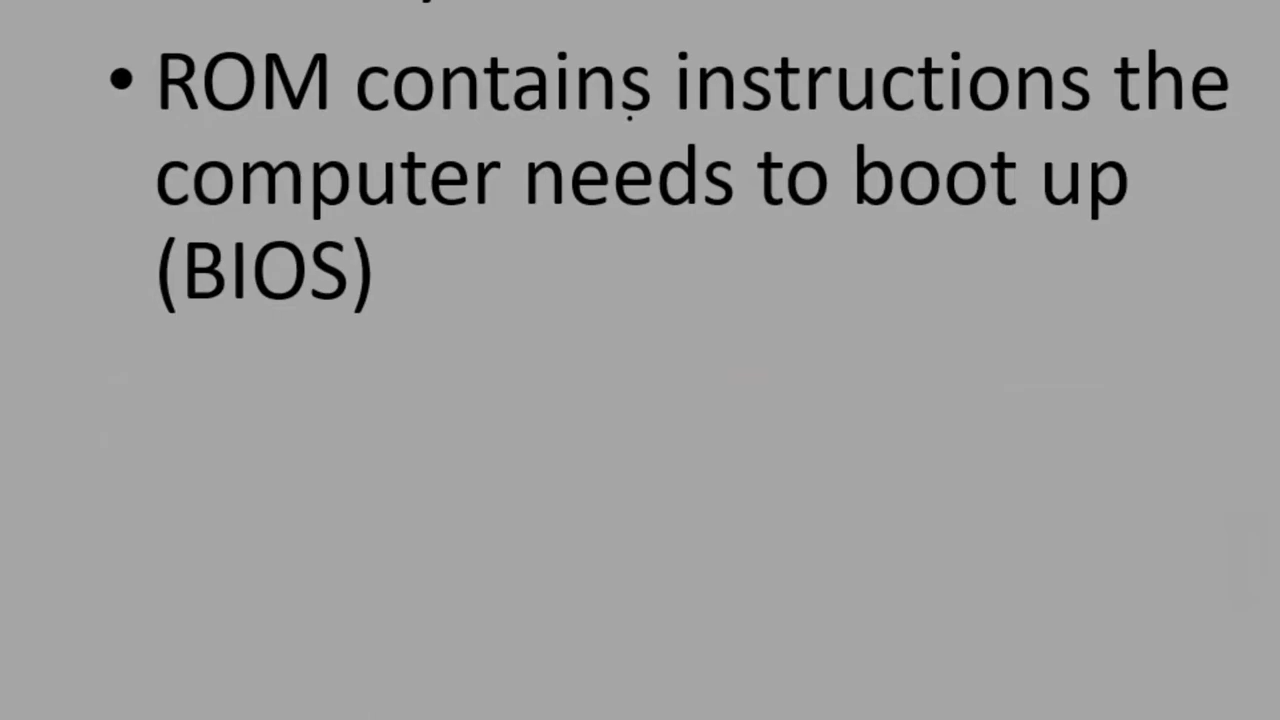 • ROM contains instructions the
computer needs to boot up
(BIOS)